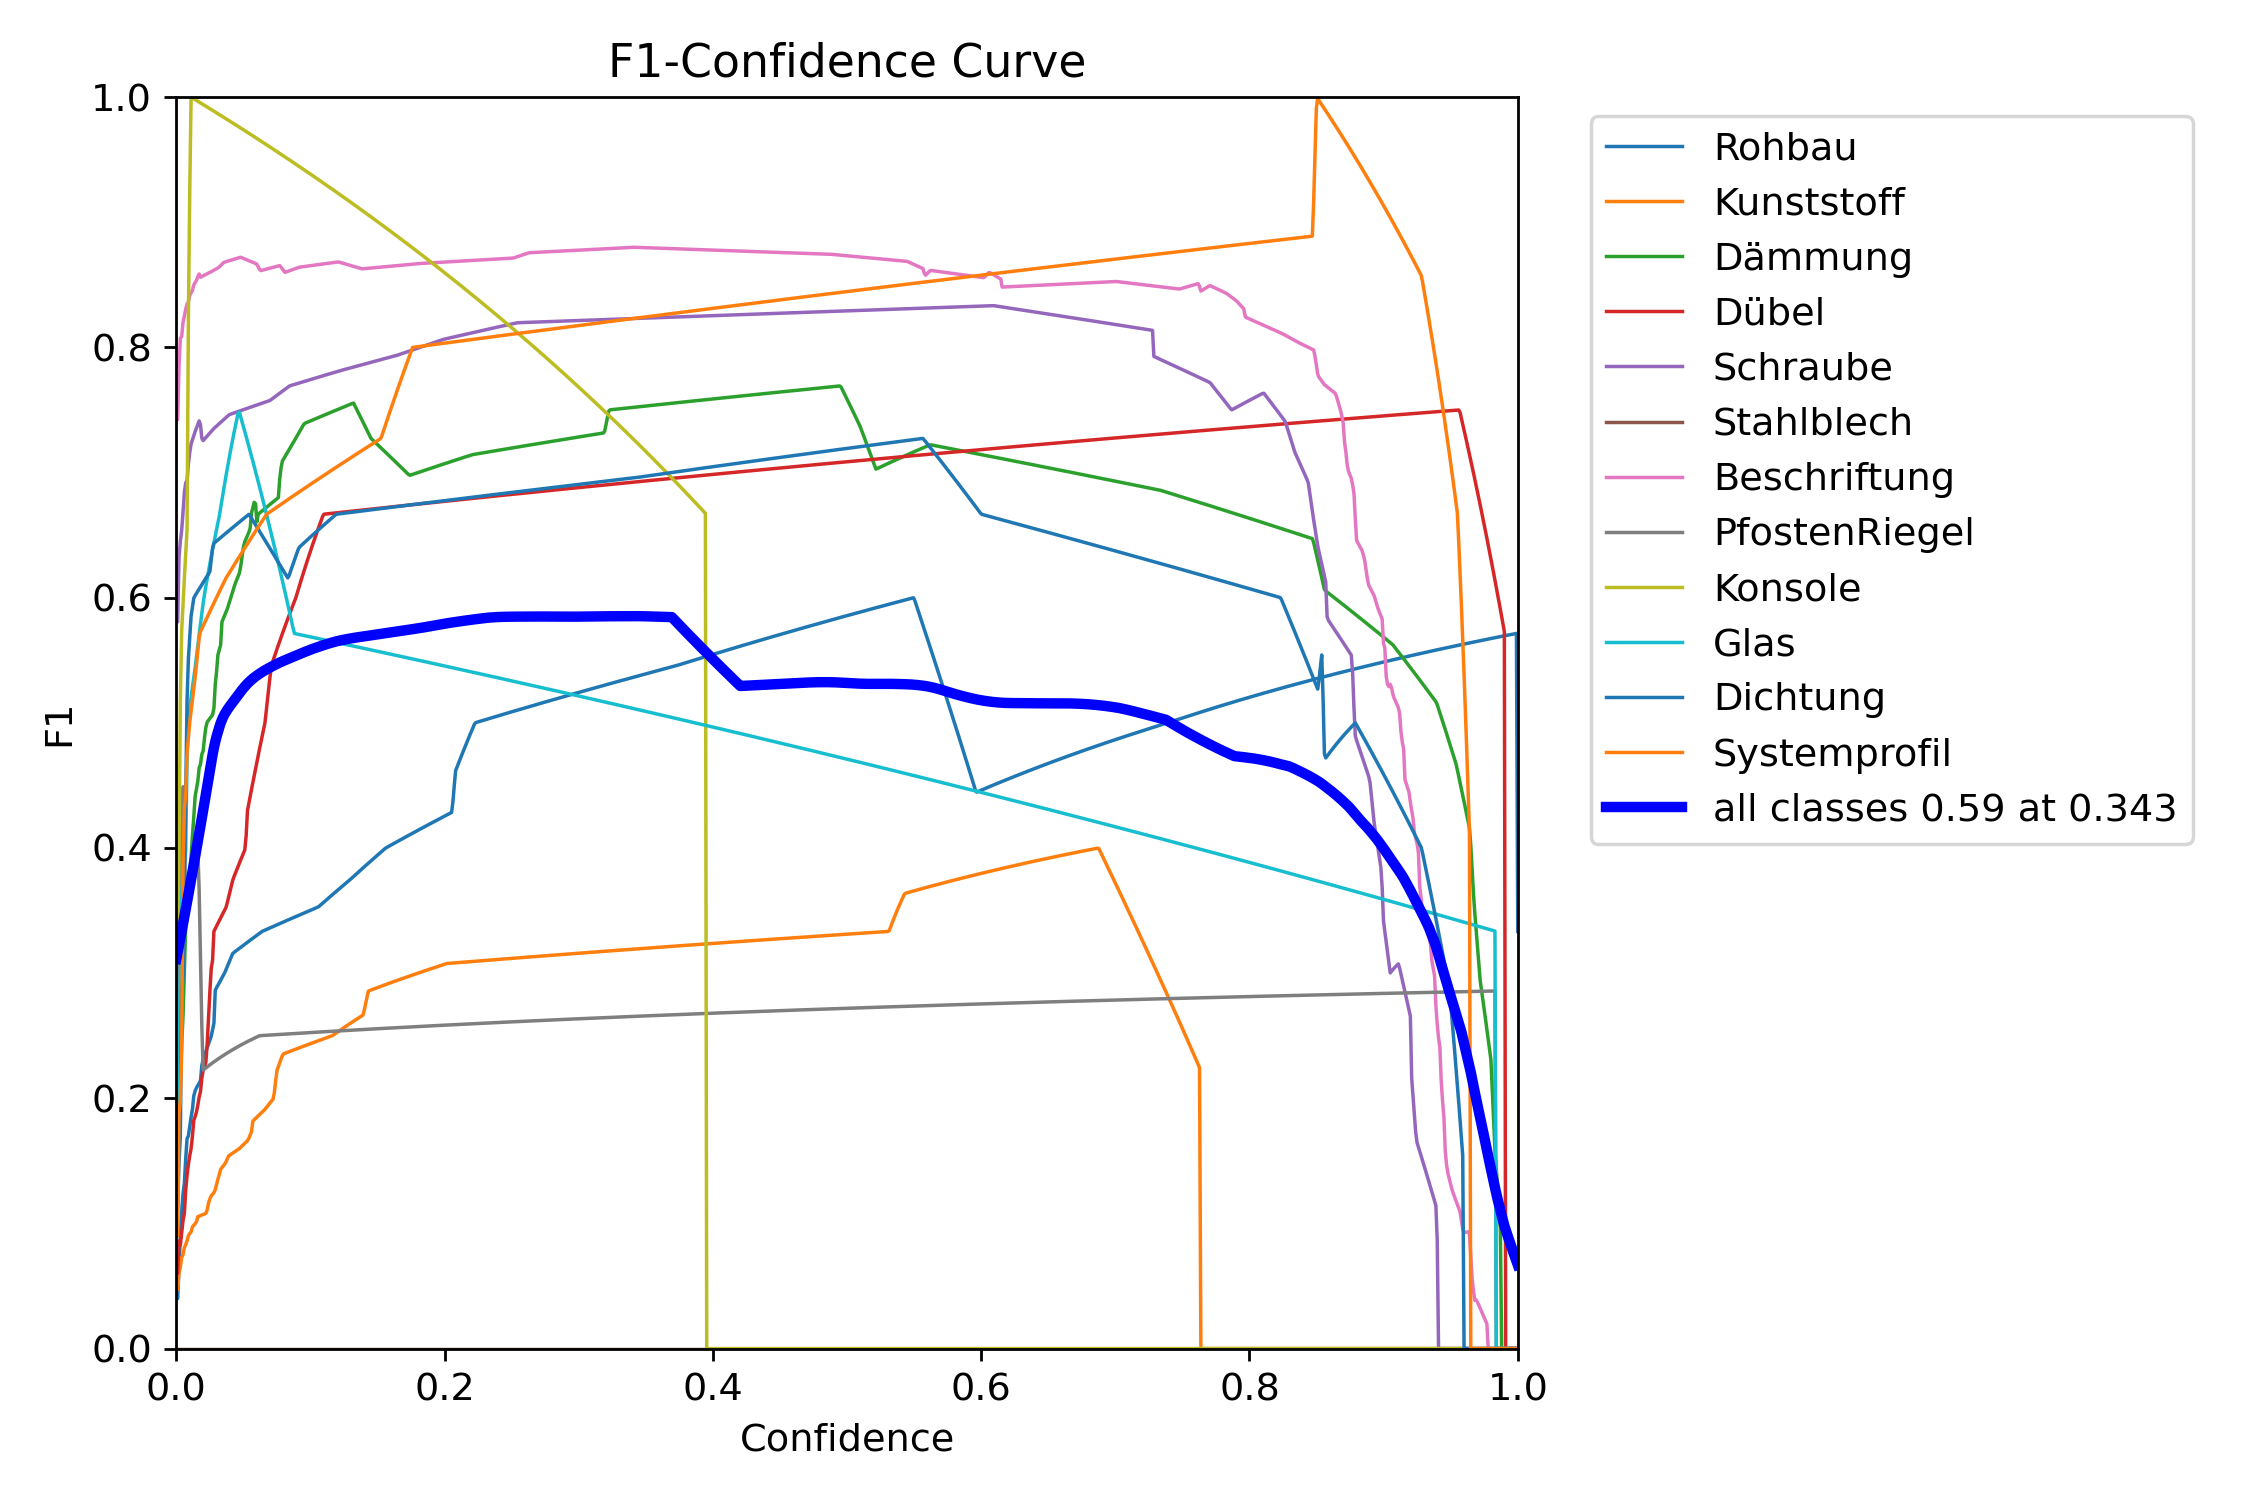 F1-Confidence Curve
1.0
0.8
0.6
0.4
0.2
0.0
F1
0.0 0.2 0.4 0.6 0.8 1.0
Confidence
Rohbau
Kunststoff
Dämmung
Dübel
Schraube
Stahlblech
Beschriftung
PfostenRiegel
Konsole
Glas
Dichtung
Systemprofil
all classes 0.59 at 0.343